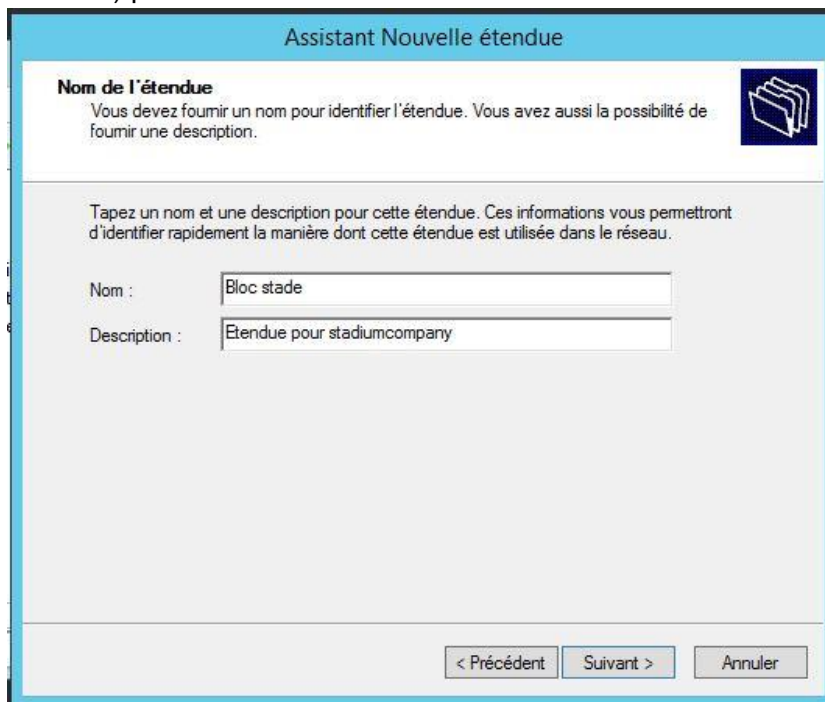 Assistant Nouvelle étendue
Nom de l'étendue
Vous devez fournir un nom pour identifier l'étendue. Vous avez aussi la possibilité de
fournir une description.
Tapez un nom et une description pour cette étendue. Ces informations vous permettront
d'identifier rapidement la manière dont cette étendue est utilisée dans le réseau.
Nom : Bloc stade
Description : Etendue pour stadiumcompany
< Précédent Suivant > Annuler